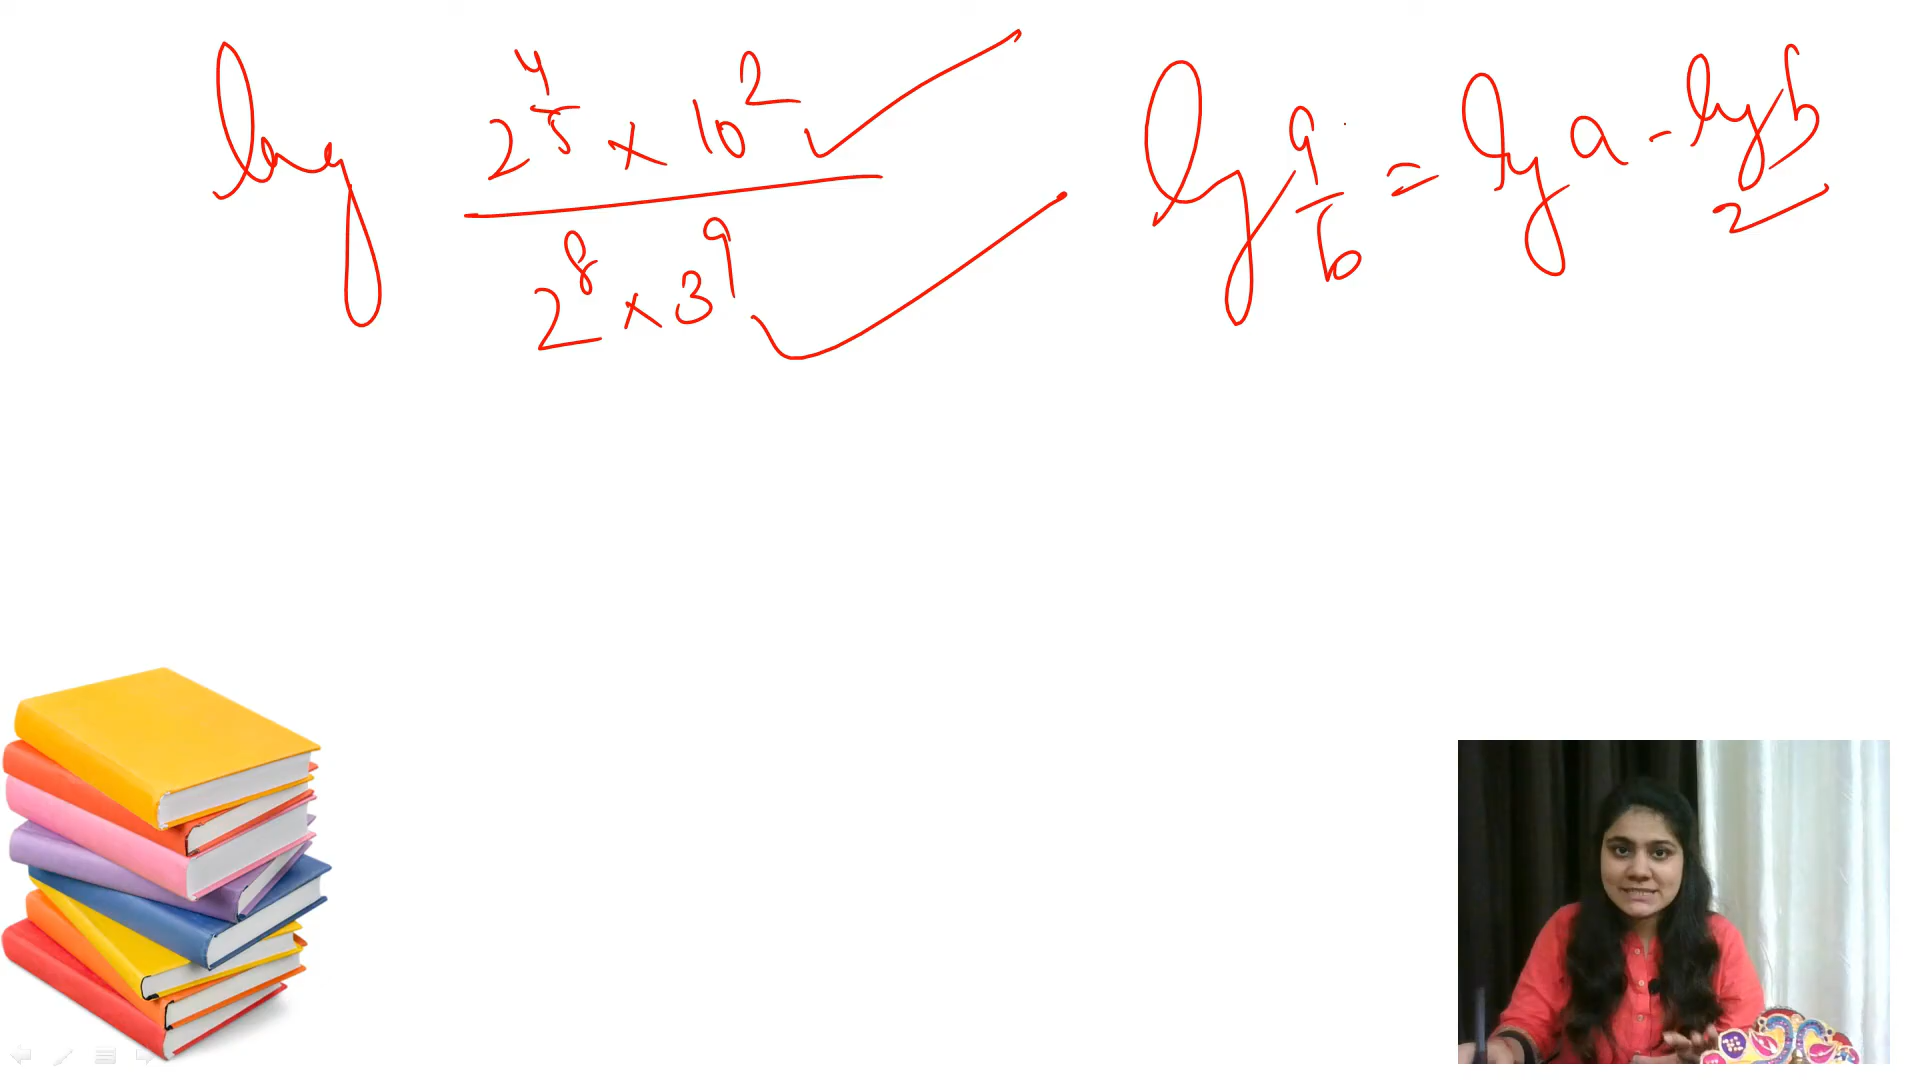 log 2^(4/5) × 10^2 / 2^8 × 3^9
log a/b = log a - log b